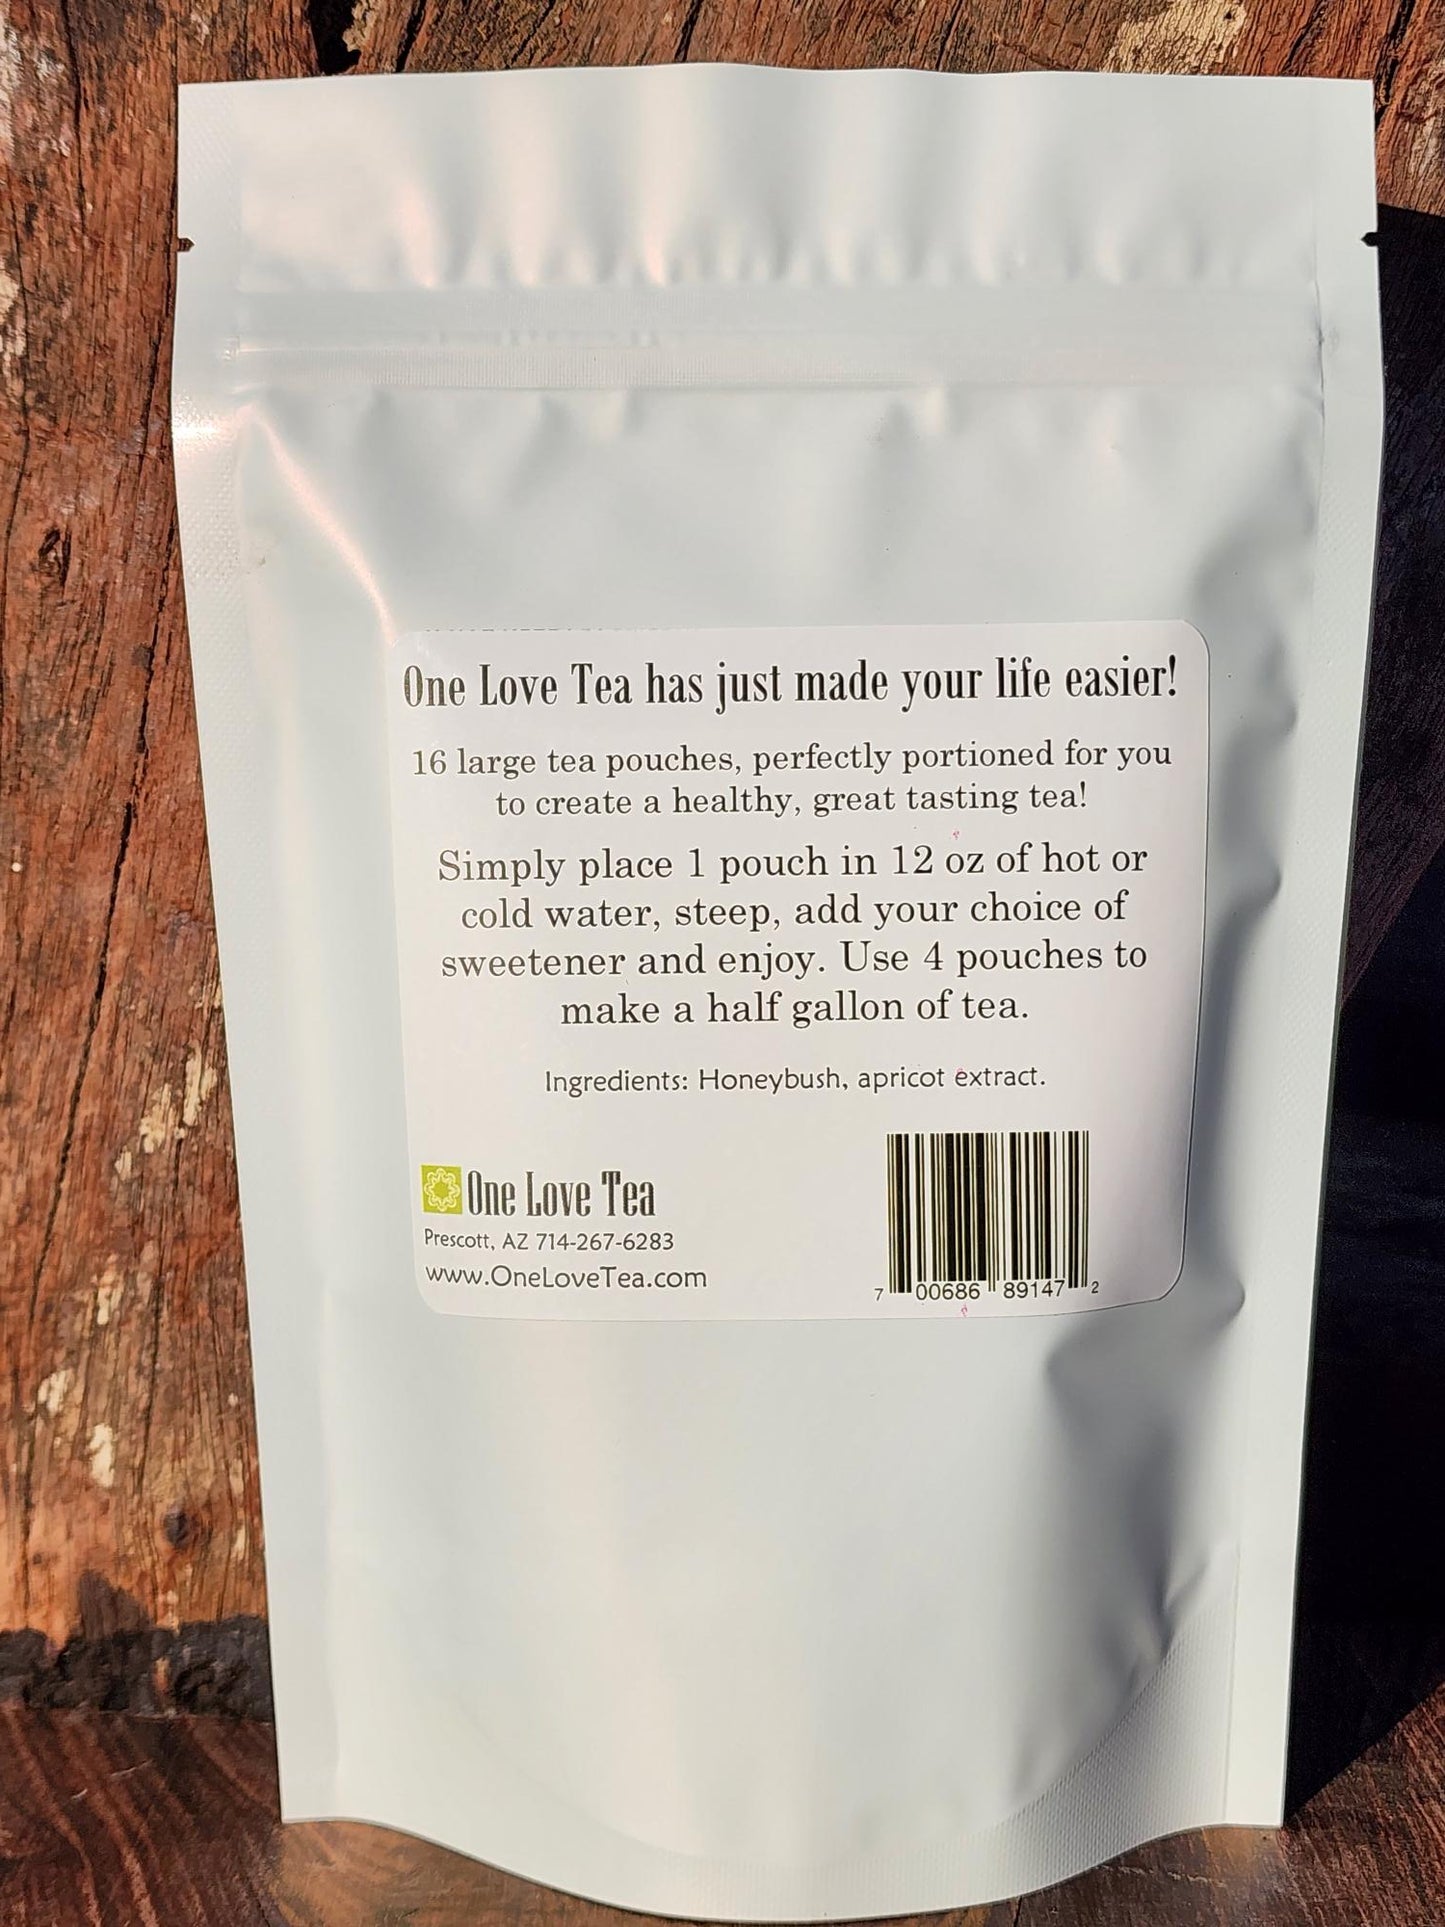 One Love Tea has just made your life easier!
16 large tea pouches, perfectly portioned for you
to create a healthy, great tasting tea!
Simply place 1 pouch in 12 oz of hot or
cold water, steep, add your choice of
sweetener and enjoy. Use 4 pouches to
make a half gallon of tea.
Ingredients: Honeybush, apricot extract.
One Love Tea
Prescott, AZ 714-267-6283
www.OneLoveTea.com
7 00686 89147 2